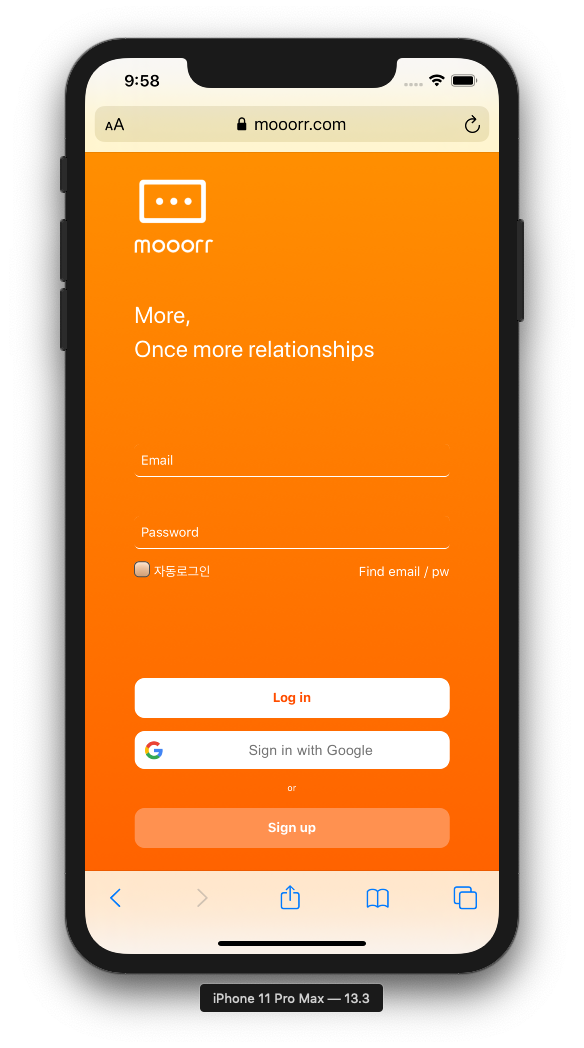 9:58
AA mooorr.com
mooorr
More,
Once more relationships
Email
Password
자동로그인 Find email / pw
Log in
Sign in with Google
or
Sign up
iPhone 11 Pro Max — 13.3